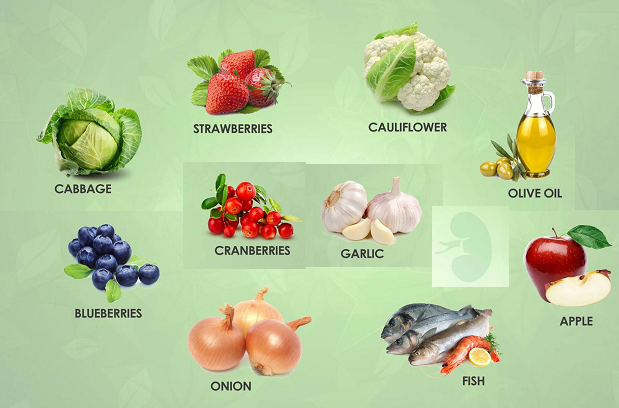 STRAWBERRIES
CAULIFLOWER
CABBAGE
OLIVE OIL
CRANBERRIES
GARLIC
BLUEBERRIES
APPLE
ONION
FISH